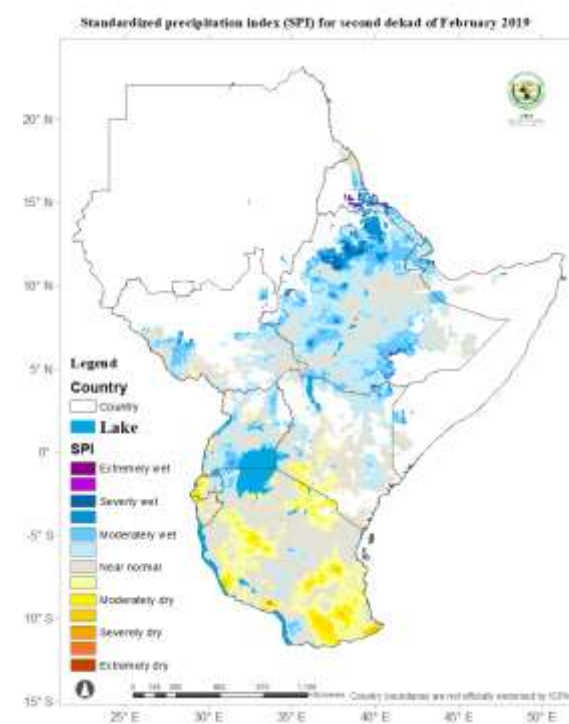 Standardized precipitation index (SPI) for second dekad of February 2019
20° N
15° N
10° N
5° N
0°
-5° S
10° S
15° S
Legend
Country
Country
Lake
SPI
Extremely wet
Severly wet
Moderately wet
Near normal
Moderately dry
Severely dry
Extremely dry
Country boundaries are not officially endorsed by
25° E
30° E
35° E
40° E
45° E
50° E